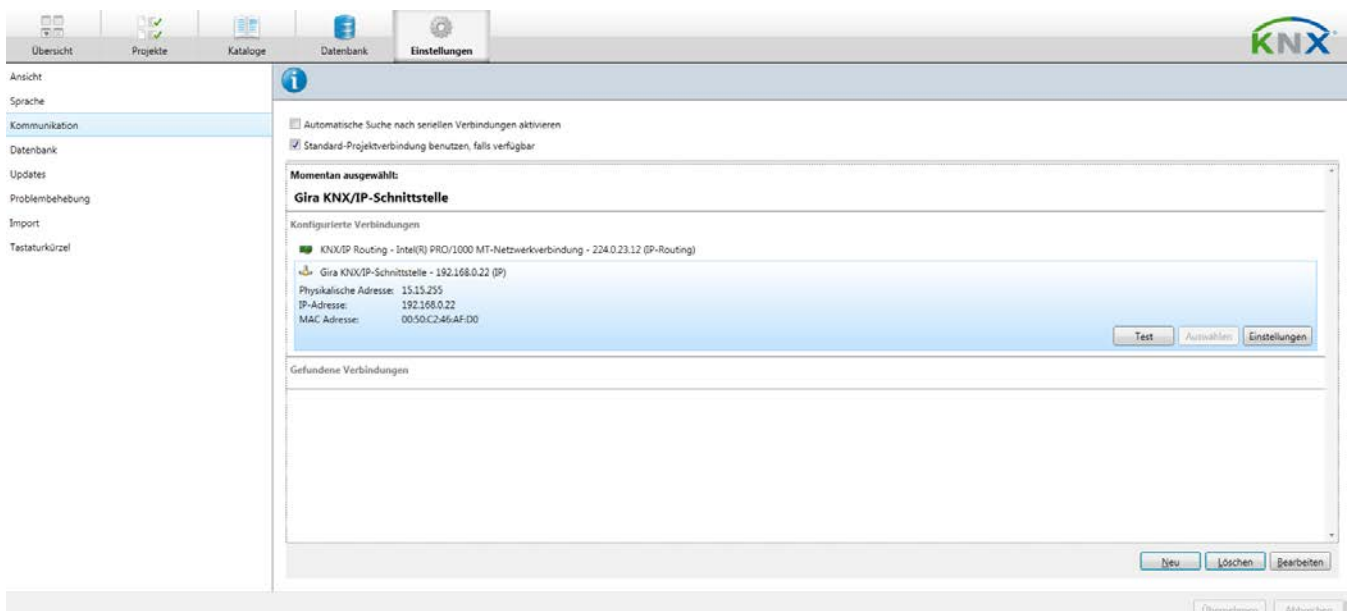 Übersicht
Projekte
Kataloge
Datenbank
Einstellungen
KNX
Ansicht
Sprache
Kommunikation
Datenbank
Updates
Problembehebung
Import
Tastaturkürzel
Automatische Suche nach seriellen Verbindungen aktivieren
Standard-Projektverbindung benutzen, falls verfügbar
Momentan ausgewählt:
Gira KNX/IP-Schnittstelle
Konfigurierte Verbindungen
KNX/IP Routing - Intel(R) PRO/1000 MT-Netzwerkverbindung - 224.0.23.12 (IP-Routing)
Gira KNX/IP-Schnittstelle - 192.168.0.22 (IP)
Physikalische Adresse: 15.15.255
IP-Adresse: 192.168.0.22
MAC Adresse: 00:50:C2:46:AF:D0
Test Auswählen Einstellungen
Gefundene Verbindungen
Neu Löschen Bearbeiten